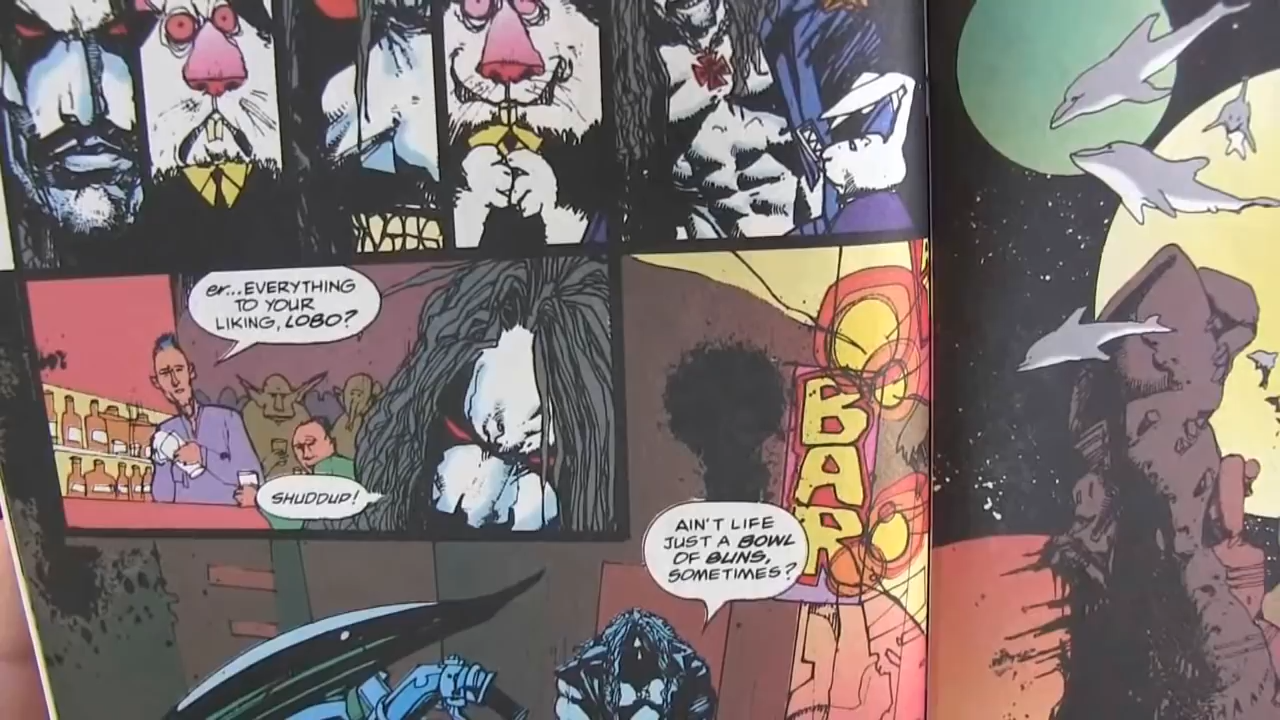 er...EVERYTHING
TO YOUR
LIKING, LOBO?
SHUDDUP!
BAR
AIN'T LIFE
JUST A BOWL
OF BUNS,
SOMETIMES?